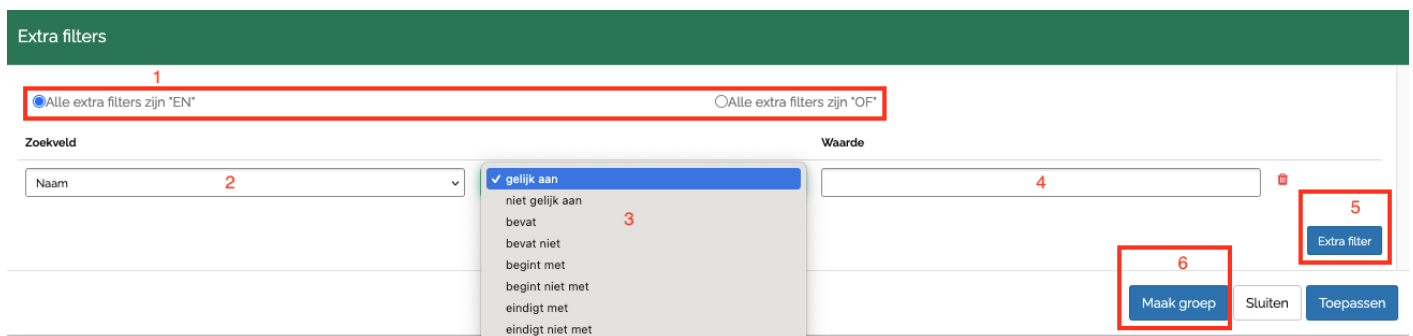 Extra filters
1
Alle extra filters zijn "EN"
Alle extra filters zijn "OF"
Zoekveld
Waarde
Naam
2
gelijk aan
niet gelijk aan
bevat
3
bevat niet
begint met
begint niet met
eindigt met
eindigt niet met
4
5
Extra filter
6
Maak groep
Sluiten
Toepassen